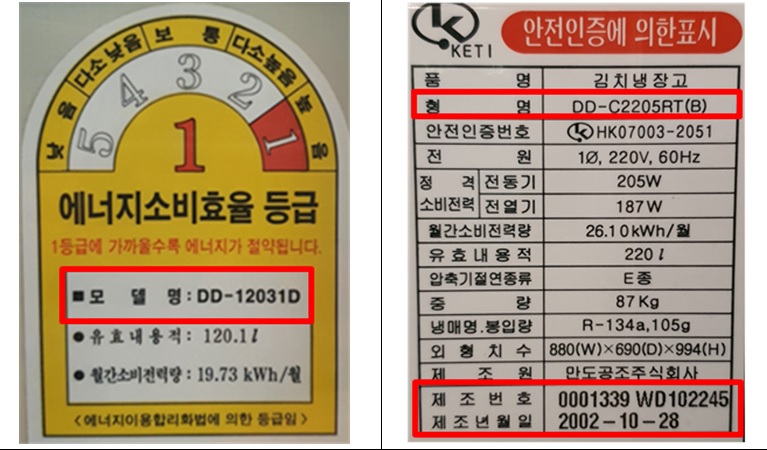 낮음 다소낮음 보통 다소높음 높음
5 4 3 2 1
1
에너지소비효율 등급
1등급에 가까울수록 에너지가 절약됩니다.
■ 모 델 명 : DD-12031D
● 유효내용적 : 120.1ℓ
● 월간소비전력량 : 19.73 kWh/월
<에너지이용합리화법에 의한 등급임>
KETI
안전인증에 의한표시
품 명 김치냉장고
형 명 DD-C2205RT(B)
안전인증번호 HK07003-2051
전 원 1Ø, 220V, 60Hz
정 격 전동기 205W
소비전력 전열기 187W
월간소비전력량 26.10kWh/월
유효내용적 220ℓ
압축기절연종류 E종
중 량 87Kg
냉매명.봉입량 R-134a,105g
외형치수 880(W)×690(D)×994(H)
제 조 원 만도공조주식회사
제 조 번 호 0001339 WD102245
제조년월일 2002-10-28